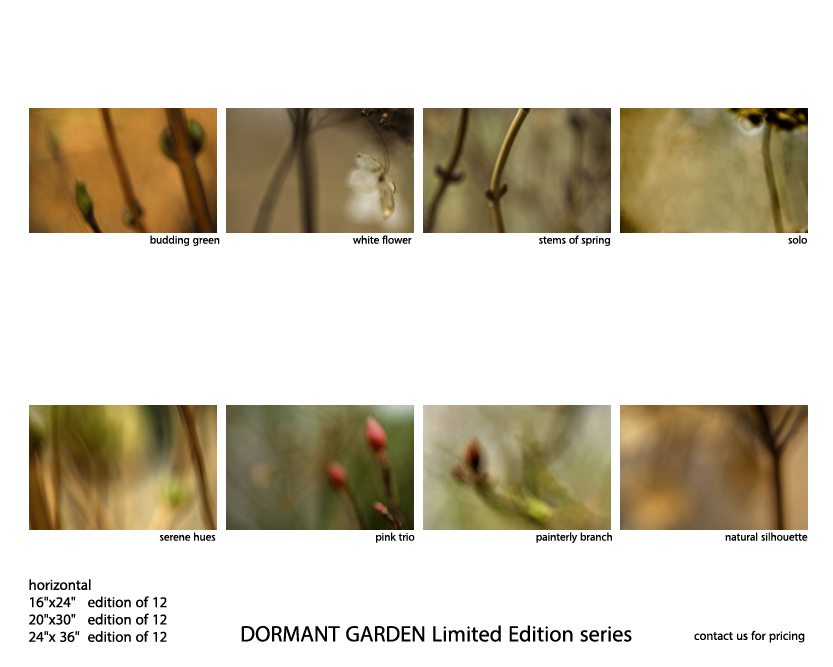 budding green
white flower
stems of spring
solo
serene hues
pink trio
painterly branch
natural silhouette
horizontal
16"x24" edition of 12
20"x30" edition of 12
24"x 36" edition of 12
DORMANT GARDEN Limited Edition series
contact us for pricing